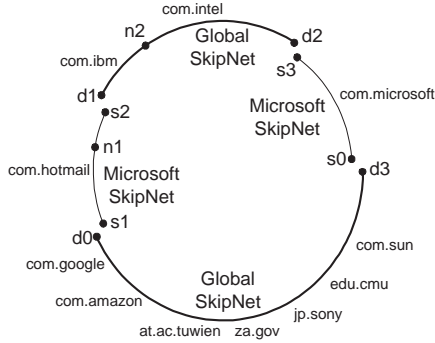 com.intel
n2
Global
SkipNet
d2
s3
com.ibm
com.microsoft
d1
s2
Microsoft
SkipNet
n1
s0
d3
com.hotmail
Microsoft
SkipNet
s1
d0
com.google
com.sun
com.amazon
Global
SkipNet
edu.cmu
jp.sony
at.ac.tuwien
za.gov